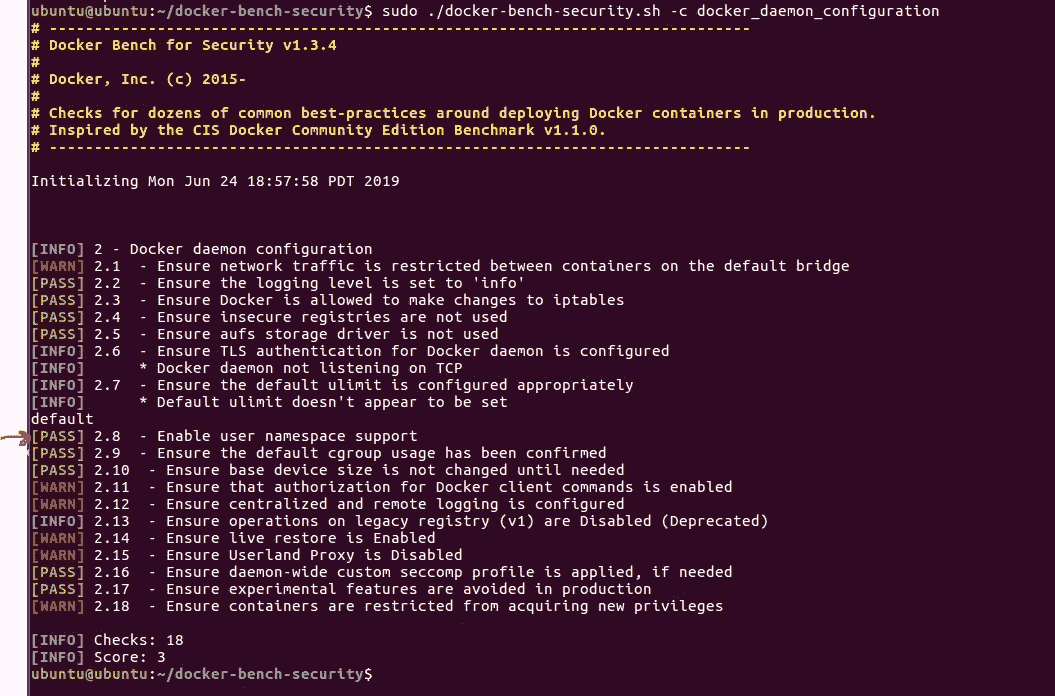 ubuntu@ubuntu:~/docker-bench-security$ sudo ./docker-bench-security.sh -c docker_daemon_configuration
# ------------------------------------------------------------------------------
# Docker Bench for Security v1.3.4
#
# Docker, Inc. (c) 2015-
#
# Checks for dozens of common best-practices around deploying Docker containers in production.
# Inspired by the CIS Docker Community Edition Benchmark v1.1.0.
# ------------------------------------------------------------------------------
Initializing Mon Jun 24 18:57:58 PDT 2019
[INFO] 2 - Docker daemon configuration
[WARN] 2.1  - Ensure network traffic is restricted between containers on the default bridge
[PASS] 2.2  - Ensure the logging level is set to 'info'
[PASS] 2.3  - Ensure Docker is allowed to make changes to iptables
[PASS] 2.4  - Ensure insecure registries are not used
[PASS] 2.5  - Ensure aufs storage driver is not used
[INFO] 2.6  - Ensure TLS authentication for Docker daemon is configured
[INFO]      * Docker daemon not listening on TCP
[INFO] 2.7  - Ensure the default ulimit is configured appropriately
[INFO]      * Default ulimit doesn't appear to be set
default
[PASS] 2.8  - Enable user namespace support
[PASS] 2.9  - Ensure the default cgroup usage has been confirmed
[PASS] 2.10  - Ensure base device size is not changed until needed
[WARN] 2.11  - Ensure that authorization for Docker client commands is enabled
[WARN] 2.12  - Ensure centralized and remote logging is configured
[INFO] 2.13  - Ensure operations on legacy registry (v1) are Disabled (Deprecated)
[WARN] 2.14  - Ensure live restore is Enabled
[WARN] 2.15  - Ensure Userland Proxy is Disabled
[PASS] 2.16  - Ensure daemon-wide custom seccomp profile is applied, if needed
[PASS] 2.17  - Ensure experimental features are avoided in production
[WARN] 2.18  - Ensure containers are restricted from acquiring new privileges
[INFO] Checks: 18
[INFO] Score: 3
ubuntu@ubuntu:~/docker-bench-security$